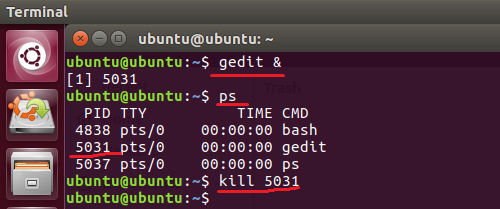 Terminal
ubuntu@ubuntu: ~
ubuntu@ubuntu:~$ gedit &
[1] 5031
ubuntu@ubuntu:~$ ps
  PID TTY          TIME CMD
 4838 pts/0    00:00:00 bash
 5031 pts/0    00:00:00 gedit
 5037 pts/0    00:00:00 ps
ubuntu@ubuntu:~$ kill 5031
ubuntu@ubuntu:~$
Trash